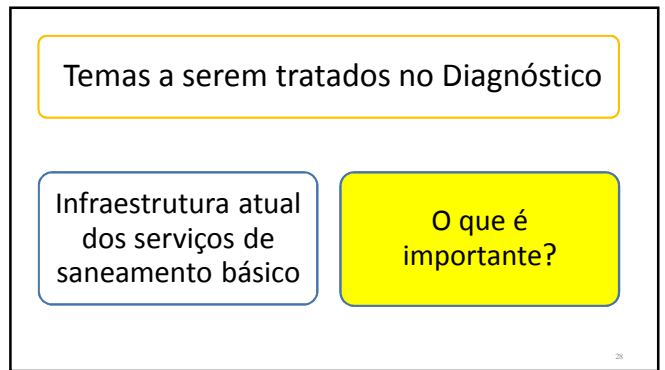 Temas a serem tratados no Diagnóstico
Infraestrutura atual
dos serviços de
saneamento básico
O que é
importante?
28